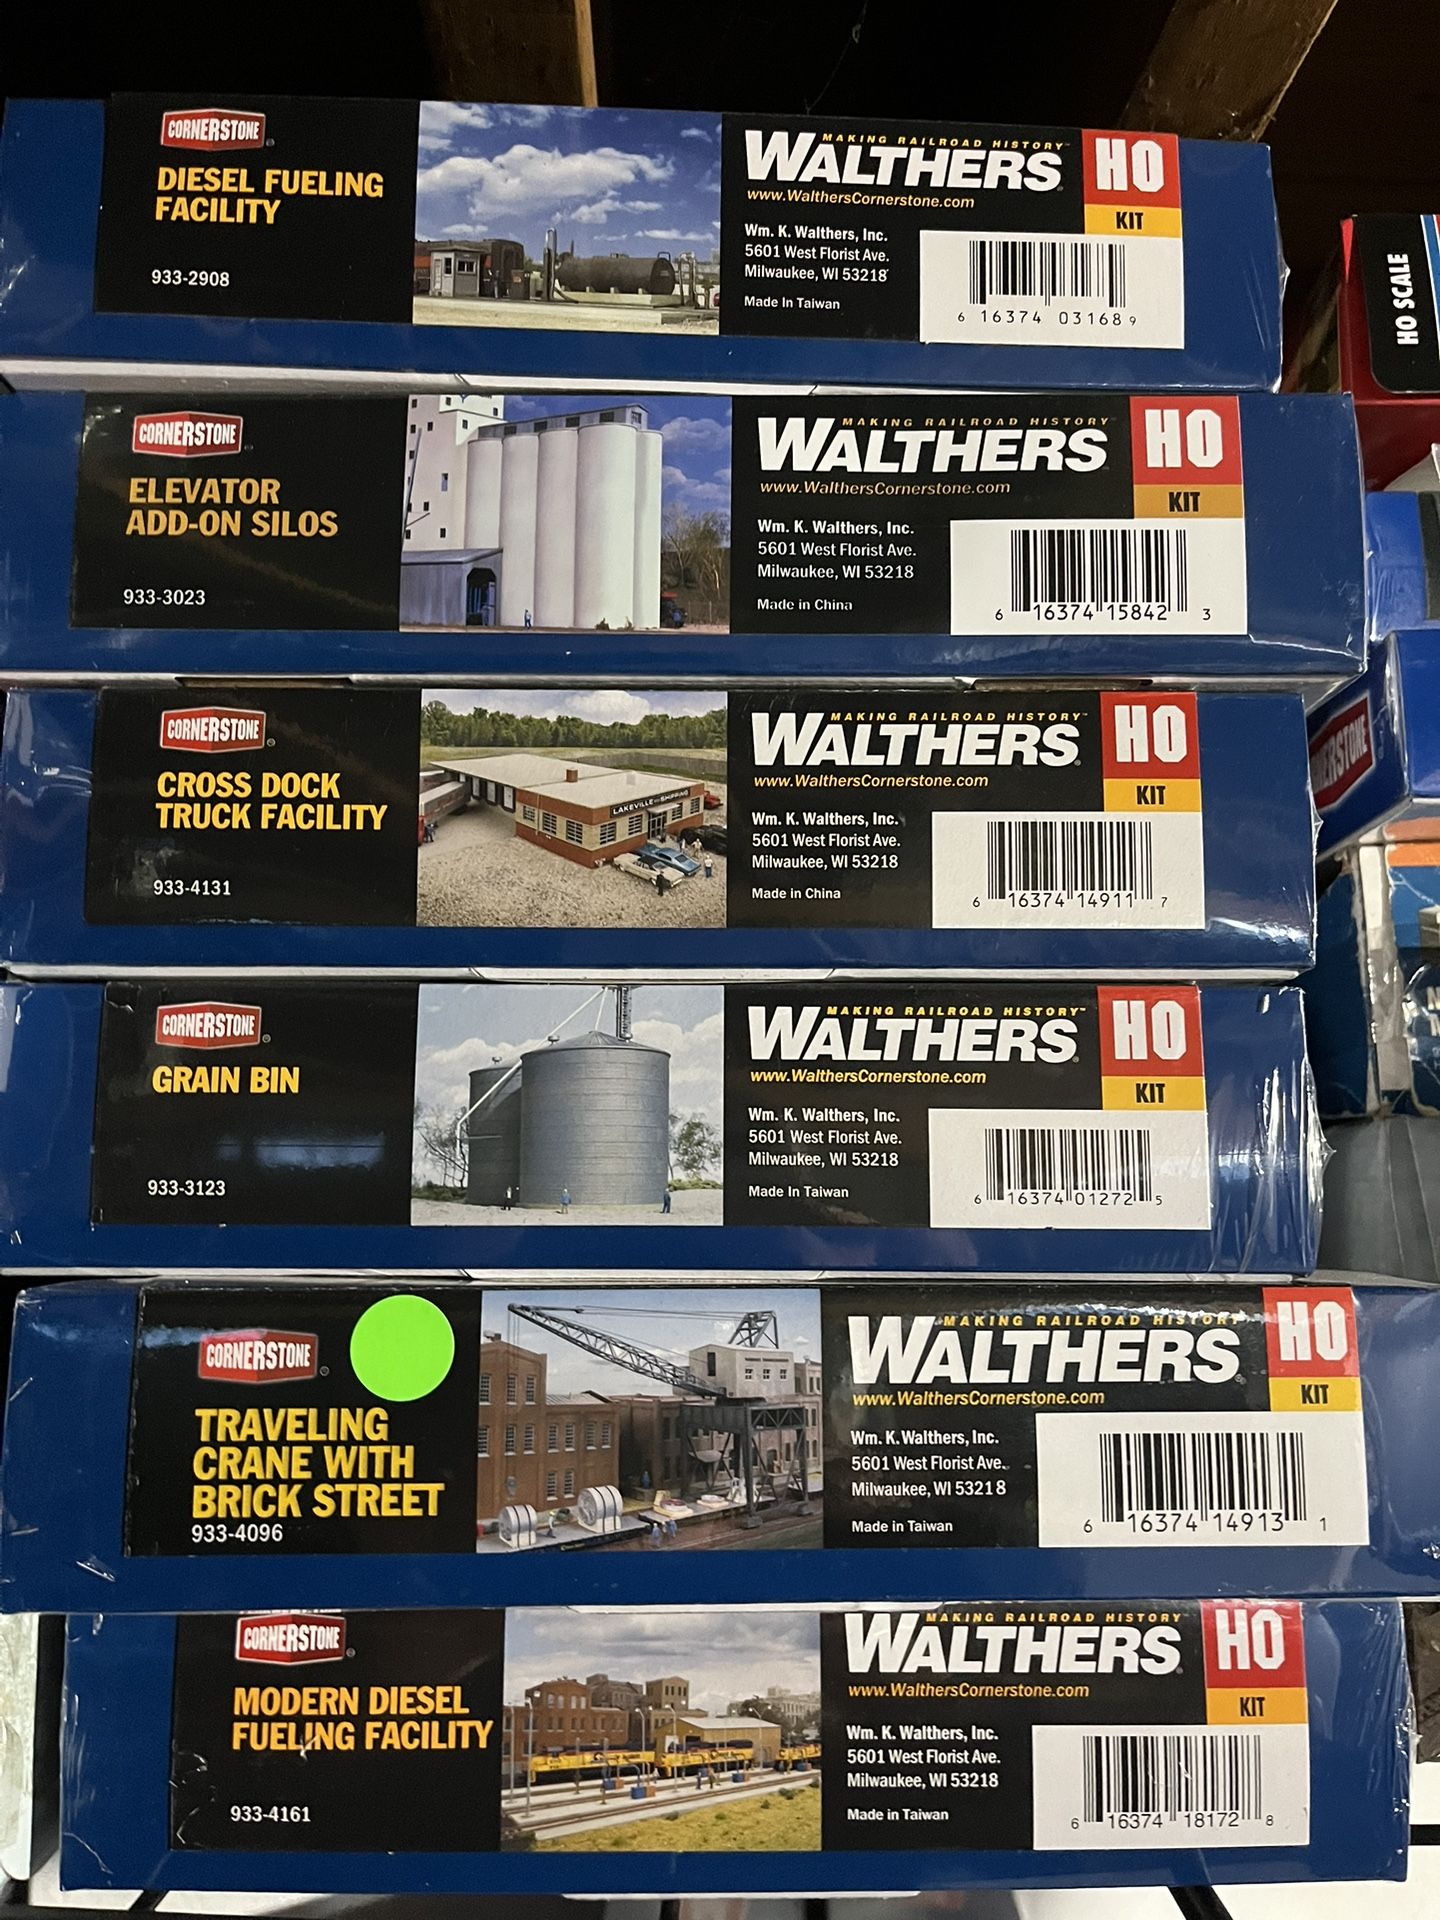 CORNERSTONE
DIESEL FUELING
FACILITY
933-2908
MAKING RAILROAD HISTORY™
WALTHERS
www.WalthersCornerstone.com
Wm. K. Walthers, Inc.
5601 West Florist Ave.
Milwaukee, WI 53218
Made In Taiwan
HO
KIT
6 16374 03168 9
HO SCALE
CORNERSTONE
ELEVATOR
ADD-ON SILOS
933-3023
MAKING RAILROAD HISTORY
WALTHERS
www.WalthersCornerstone.com
Wm. K. Walthers, Inc.
5601 West Florist Ave.
Milwaukee, WI 53218
Made in China
HO
KIT
6 16374 15842 3
CORNERSTONE
CROSS DOCK
TRUCK FACILITY
933-4131
LAKEVILLE SHIPPING
MAKING RAILROAD HISTORY™
WALTHERS
www.WalthersCornerstone.com
Wm. K. Walthers, Inc.
5601 West Florist Ave.
Milwaukee, WI 53218
Made in China
HO
KIT
6 16374 14911 7
CORNERSTONE
GRAIN BIN
933-3123
MAKING RAILROAD HISTORY™
WALTHERS
www.WalthersCornerstone.com
Wm. K. Walthers, Inc.
5601 West Florist Ave.
Milwaukee, WI 53218
Made In Taiwan
HO
KIT
6 16374 01272 5
CORNERSTONE
TRAVELING
CRANE WITH
BRICK STREET
933-4096
MAKING RAILROAD HISTORY
WALTHERS
www.WalthersCornerstone.com
Wm. K. Walthers, Inc.
5601 West Florist Ave.
Milwaukee, WI 53218
Made in Taiwan
HO
KIT
6 16374 14913 1
CORNERSTONE
MODERN DIESEL
FUELING FACILITY
933-4161
MAKING RAILROAD HISTORY
WALTHERS
www.WalthersCornerstone.com
Wm. K. Walthers, Inc.
5601 West Florist Ave.
Milwaukee, WI 53218
Made in Taiwan
HO
KIT
6 16374 18172 8